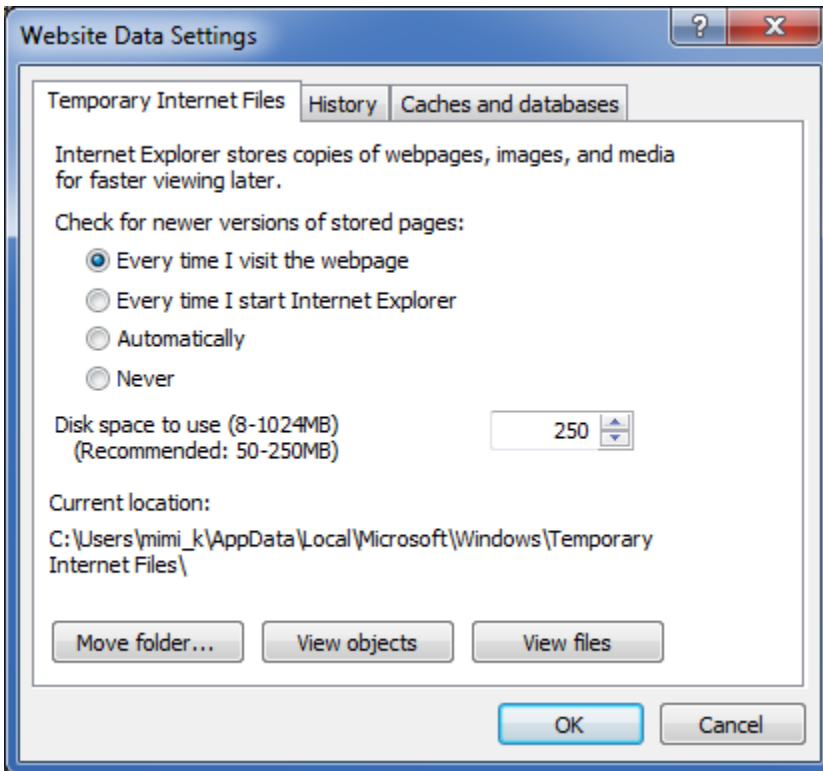 Website Data Settings
?
X
Temporary Internet Files
History
Caches and databases
Internet Explorer stores copies of webpages, images, and media
for faster viewing later.
Check for newer versions of stored pages:
Every time I visit the webpage
Every time I start Internet Explorer
Automatically
Never
Disk space to use (8-1024MB)
250
(Recommended: 50-250MB)
Current location:
C:\Users\mimi_k\AppData\Local\Microsoft\Windows\Temporary
Internet Files\
Move folder...
View objects
View files
OK
Cancel